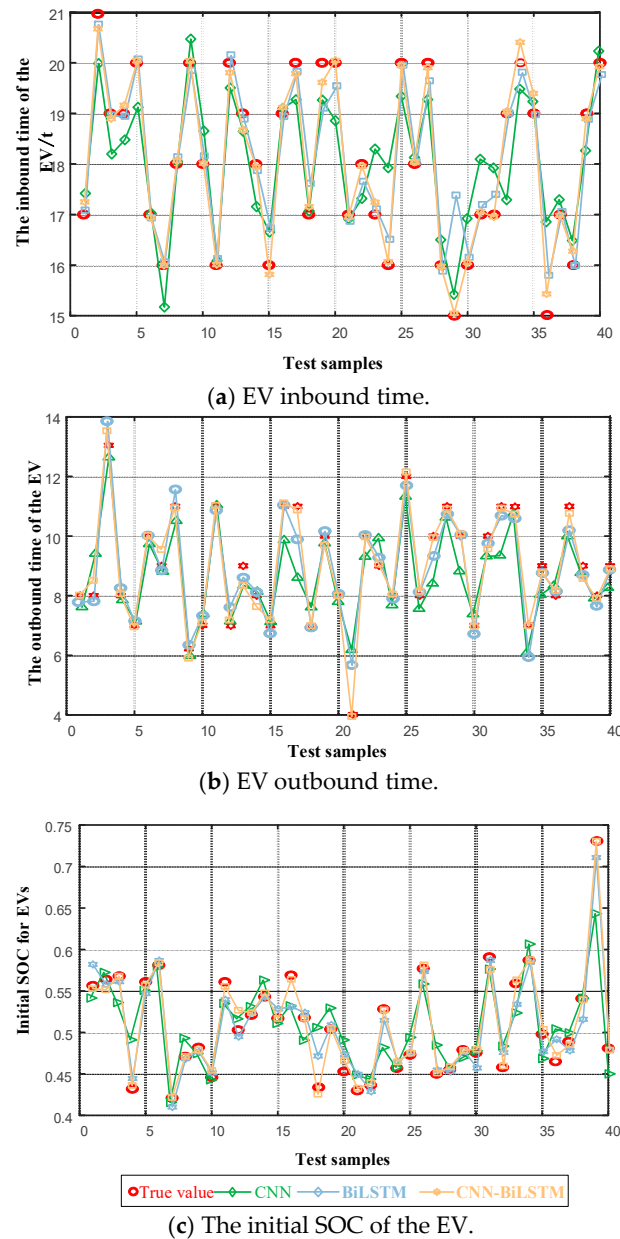 21
20
19
18
17
16
15
The inbound time of the
EV/t
0 5 10 15 20 25 30 35 40
Test samples
(a) EV inbound time.
14
12
10
8
6
4
The outbound time of the EV
0 5 10 15 20 25 30 35 40
Test samples
(b) EV outbound time.
0.75
0.7
0.65
0.6
0.55
0.5
0.45
0.4
Initial SOC for EVs
0 5 10 15 20 25 30 35 40
Test samples
True value CNN BiLSTM CNN-BiLSTM
(c) The initial SOC of the EV.